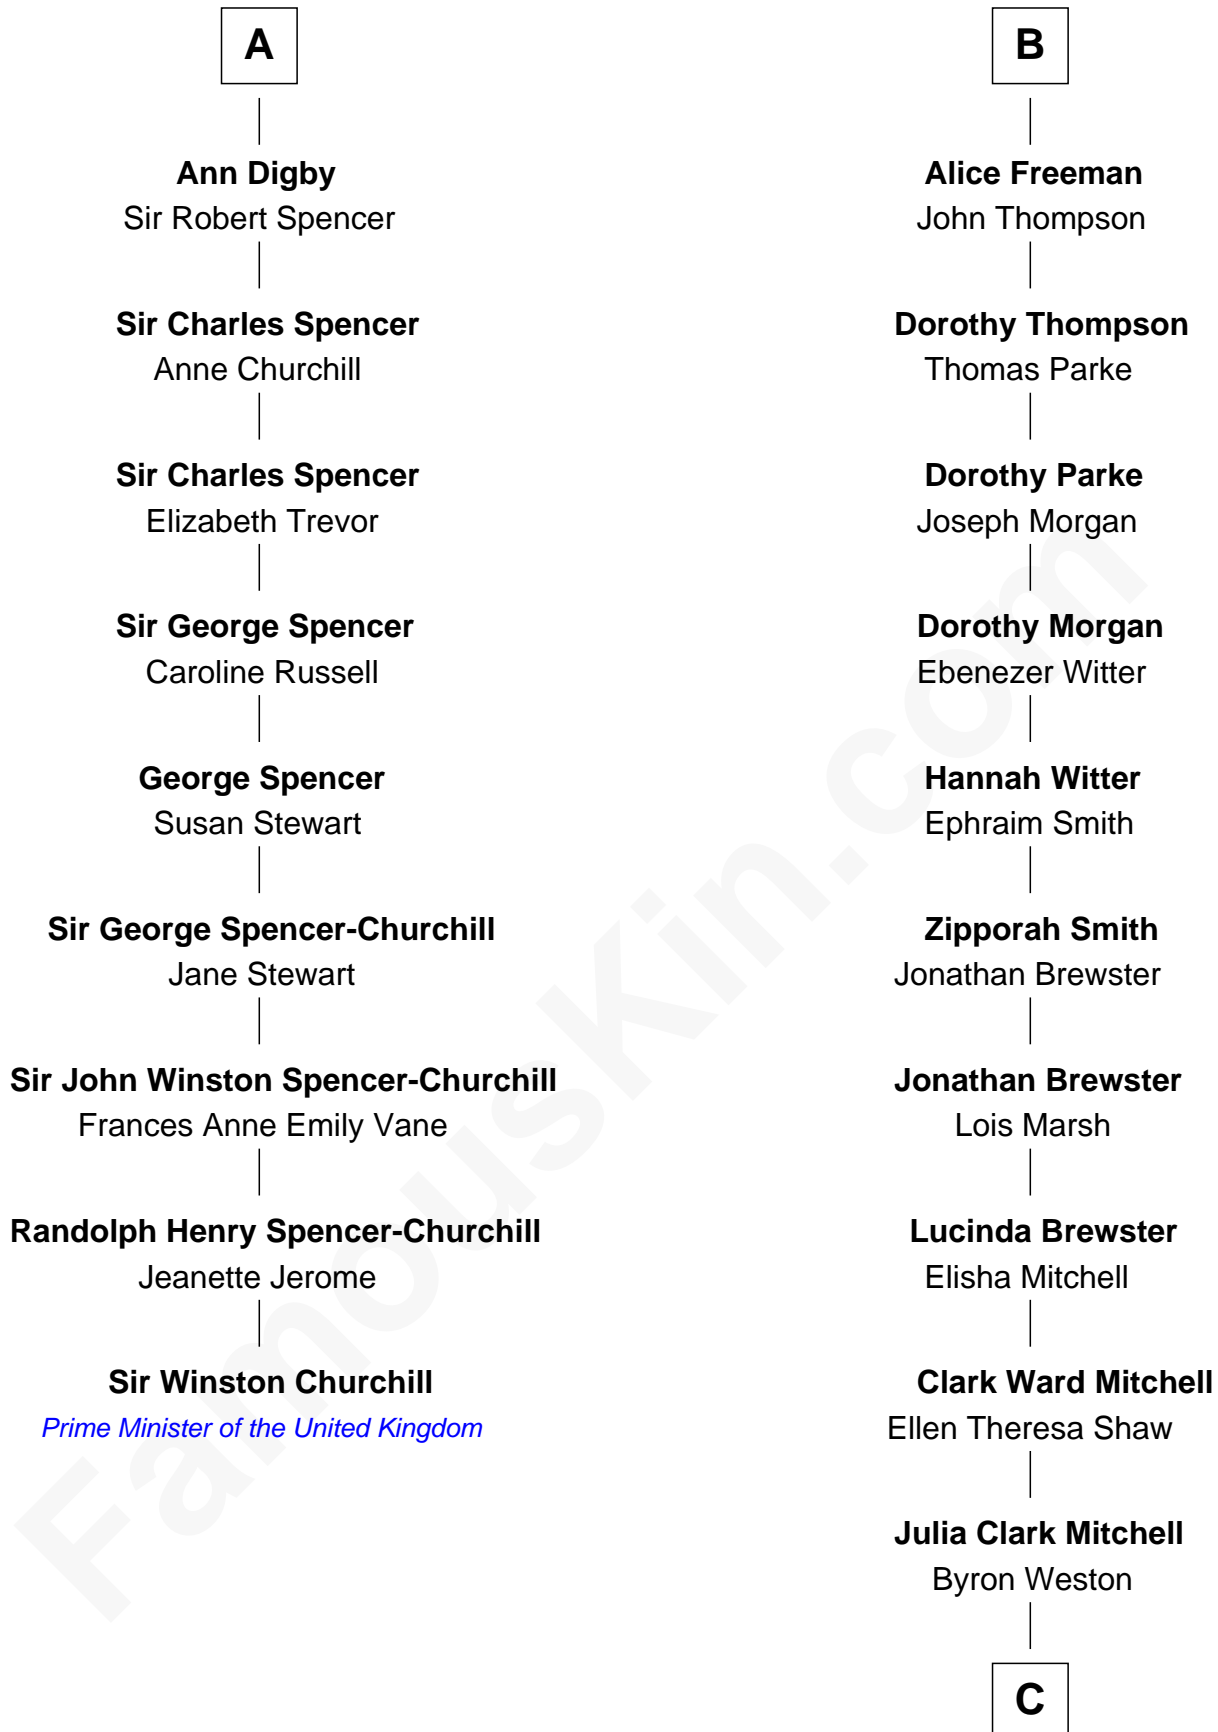 A
Ann Digby
Sir Robert Spencer
Sir Charles Spencer
Anne Churchill
Sir Charles Spencer
Elizabeth Trevor
Sir George Spencer
Caroline Russell
George Spencer
Susan Stewart
Sir George Spencer-Churchill
Jane Stewart
Sir John Winston Spencer-Churchill
Frances Anne Emily Vane
Randolph Henry Spencer-Churchill
Jeanette Jerome
Sir Winston Churchill
Prime Minister of the United Kingdom
B
Alice Freeman
John Thompson
Dorothy Thompson
Thomas Parke
Dorothy Parke
Joseph Morgan
Dorothy Morgan
Ebenezer Witter
Hannah Witter
Ephraim Smith
Zipporah Smith
Jonathan Brewster
Jonathan Brewster
Lois Marsh
Lucinda Brewster
Elisha Mitchell
Clark Ward Mitchell
Ellen Theresa Shaw
Julia Clark Mitchell
Byron Weston
C
FamousKin.com